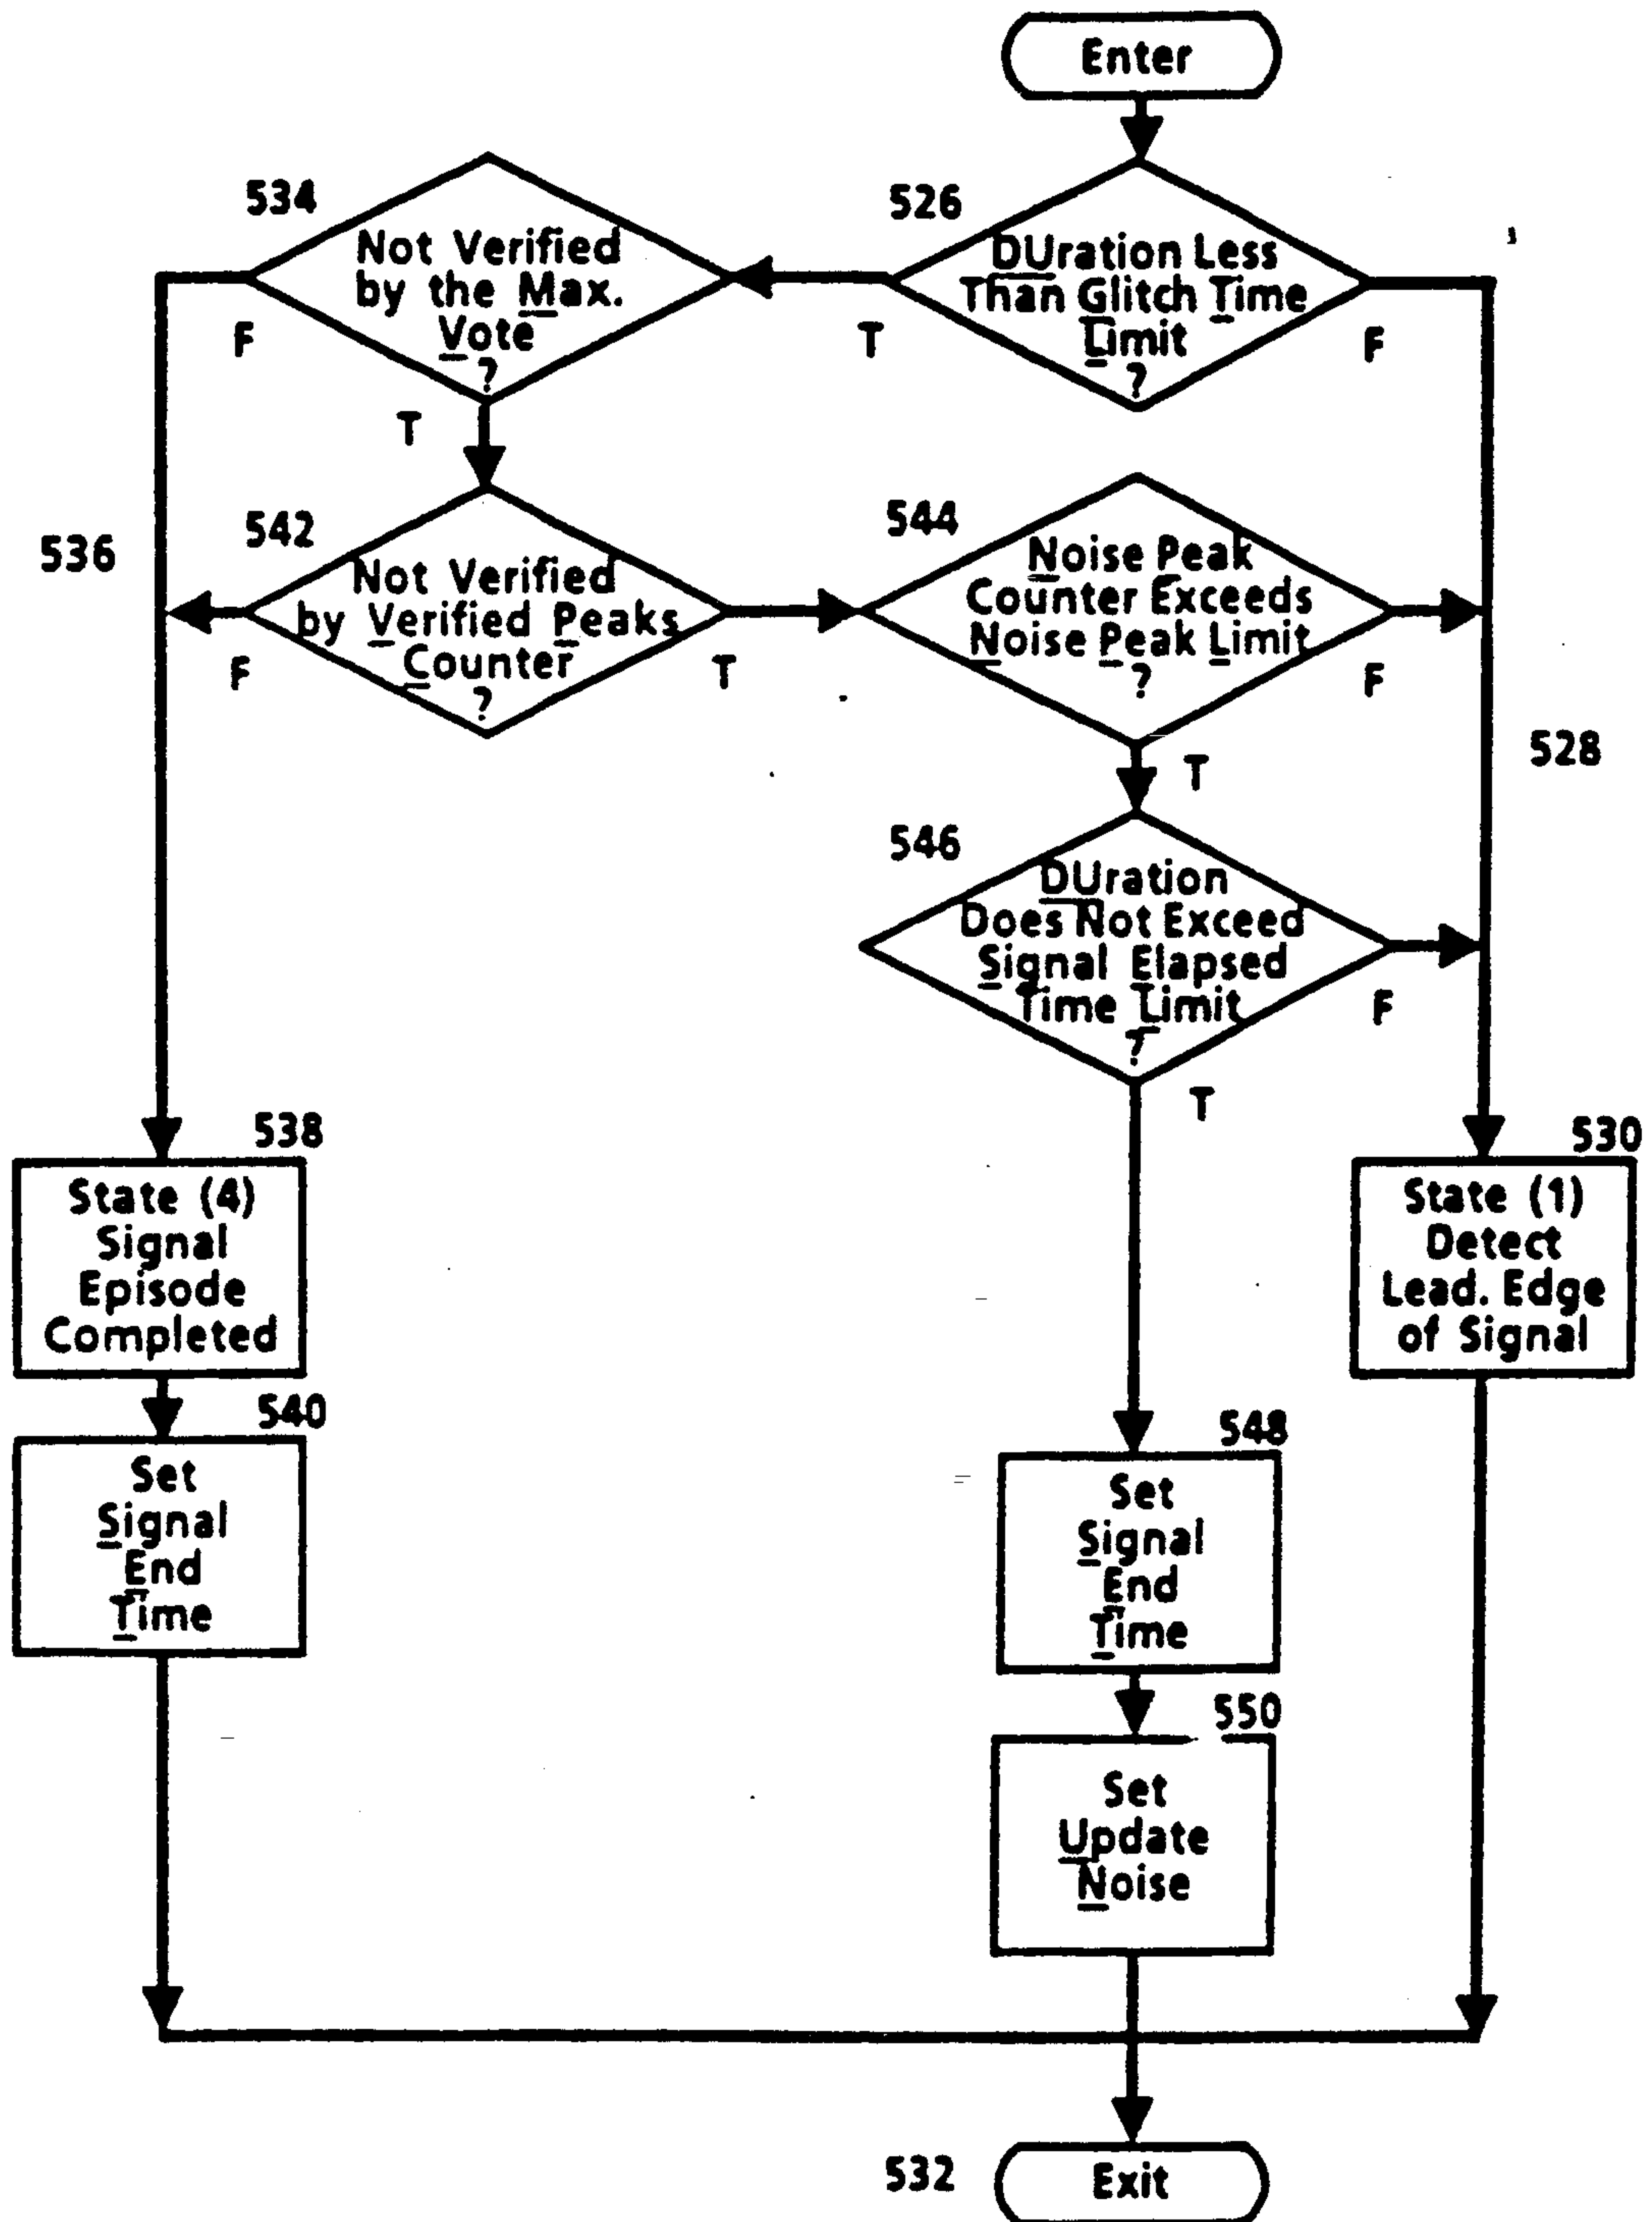 Enter
534
Not Verified
by the Max.
Vote
?
F
T
526
DUration Less
Than Glitch Time
Limit
?
T
F
536
542
Not Verified
by Verified Peaks
Counter
?
F
T
544
Noise Peak
Counter Exceeds
Noise Peak Limit
?
F
T
528
546
DUration
Does Not Exceed
Signal Elapsed
Time Limit
?
F
T
538
State (4)
Signal
Episode
Completed
530
State (1)
Detect
Lead. Edge
of Signal
540
Set
Signal
End
Time
548
Set
Signal
End
Time
550
Set
Update
Noise
532
Exit